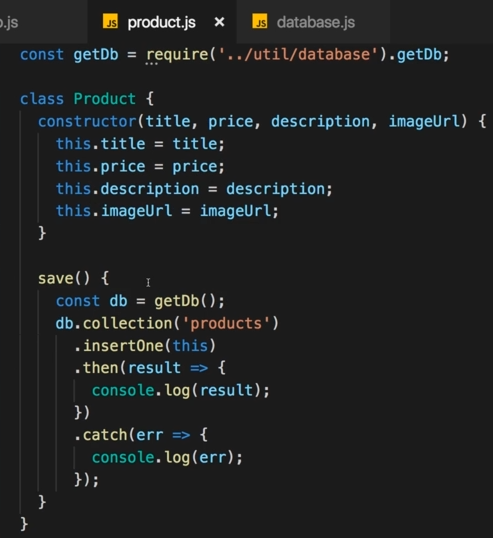 o.js
JS product.js ×
JS database.js
const getDb = require('../util/database').getDb;
class Product {
constructor(title, price, description, imageUrl) {
this.title = title;
this.price = price;
this.description = description;
this.imageUrl = imageUrl;
}
save() {
const db = getDb();
db.collection('products')
.insertOne(this)
.then(result => {
console.log(result);
})
.catch(err => {
console.log(err);
});
}
}